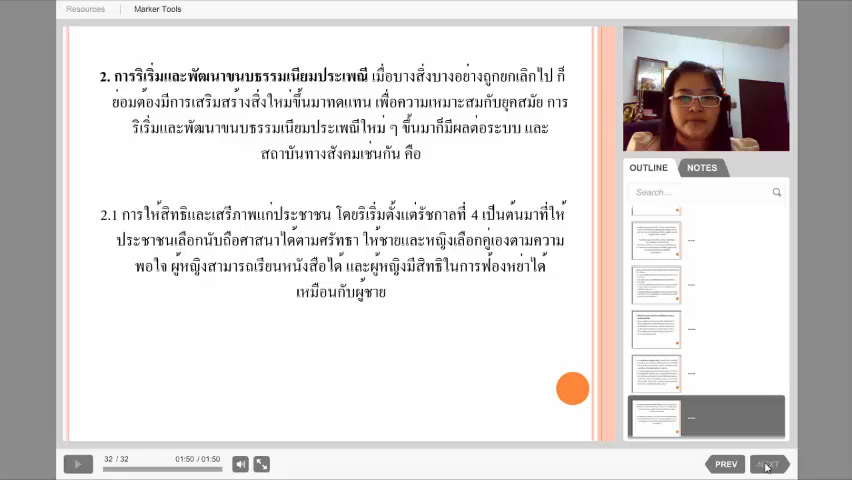 Resources
Marker Tools
2. การริเริ่มและพัฒนาขนบธรรมเนียมประเพณี เมื่อบางสิ่งบางอย่างถูกยกเลิกไป ก็
ย่อมต้องมีการเสริมสร้างสิ่งใหม่ขึ้นมาทดแทน เพื่อความเหมาะสมกับยุคสมัย การ
ริเริ่มและพัฒนาขนบธรรมเนียมประเพณีใหม่ ๆ ขึ้นมาก็มีผลต่อระบบ และ
สถาบันทางสังคมเช่นกัน คือ
2.1 การให้สิทธิและเสรีภาพแก่ประชาชน โดยริเริ่มตั้งแต่รัชกาลที่ 4 เป็นต้นมาที่ให้
ประชาชนเลือกนับถือศาสนาได้ตามศรัทธา ให้ชายและหญิงเลือกคู่เองตามความ
พอใจ ผู้หญิงสามารถเรียนหนังสือได้ และผู้หญิงมีสิทธิในการฟ้องหย่าได้
เหมือนกับผู้ชาย
OUTLINE
NOTES
Search...
...
...
...
...
...
32 / 32
01:50 / 01:50
PREV
NEXT